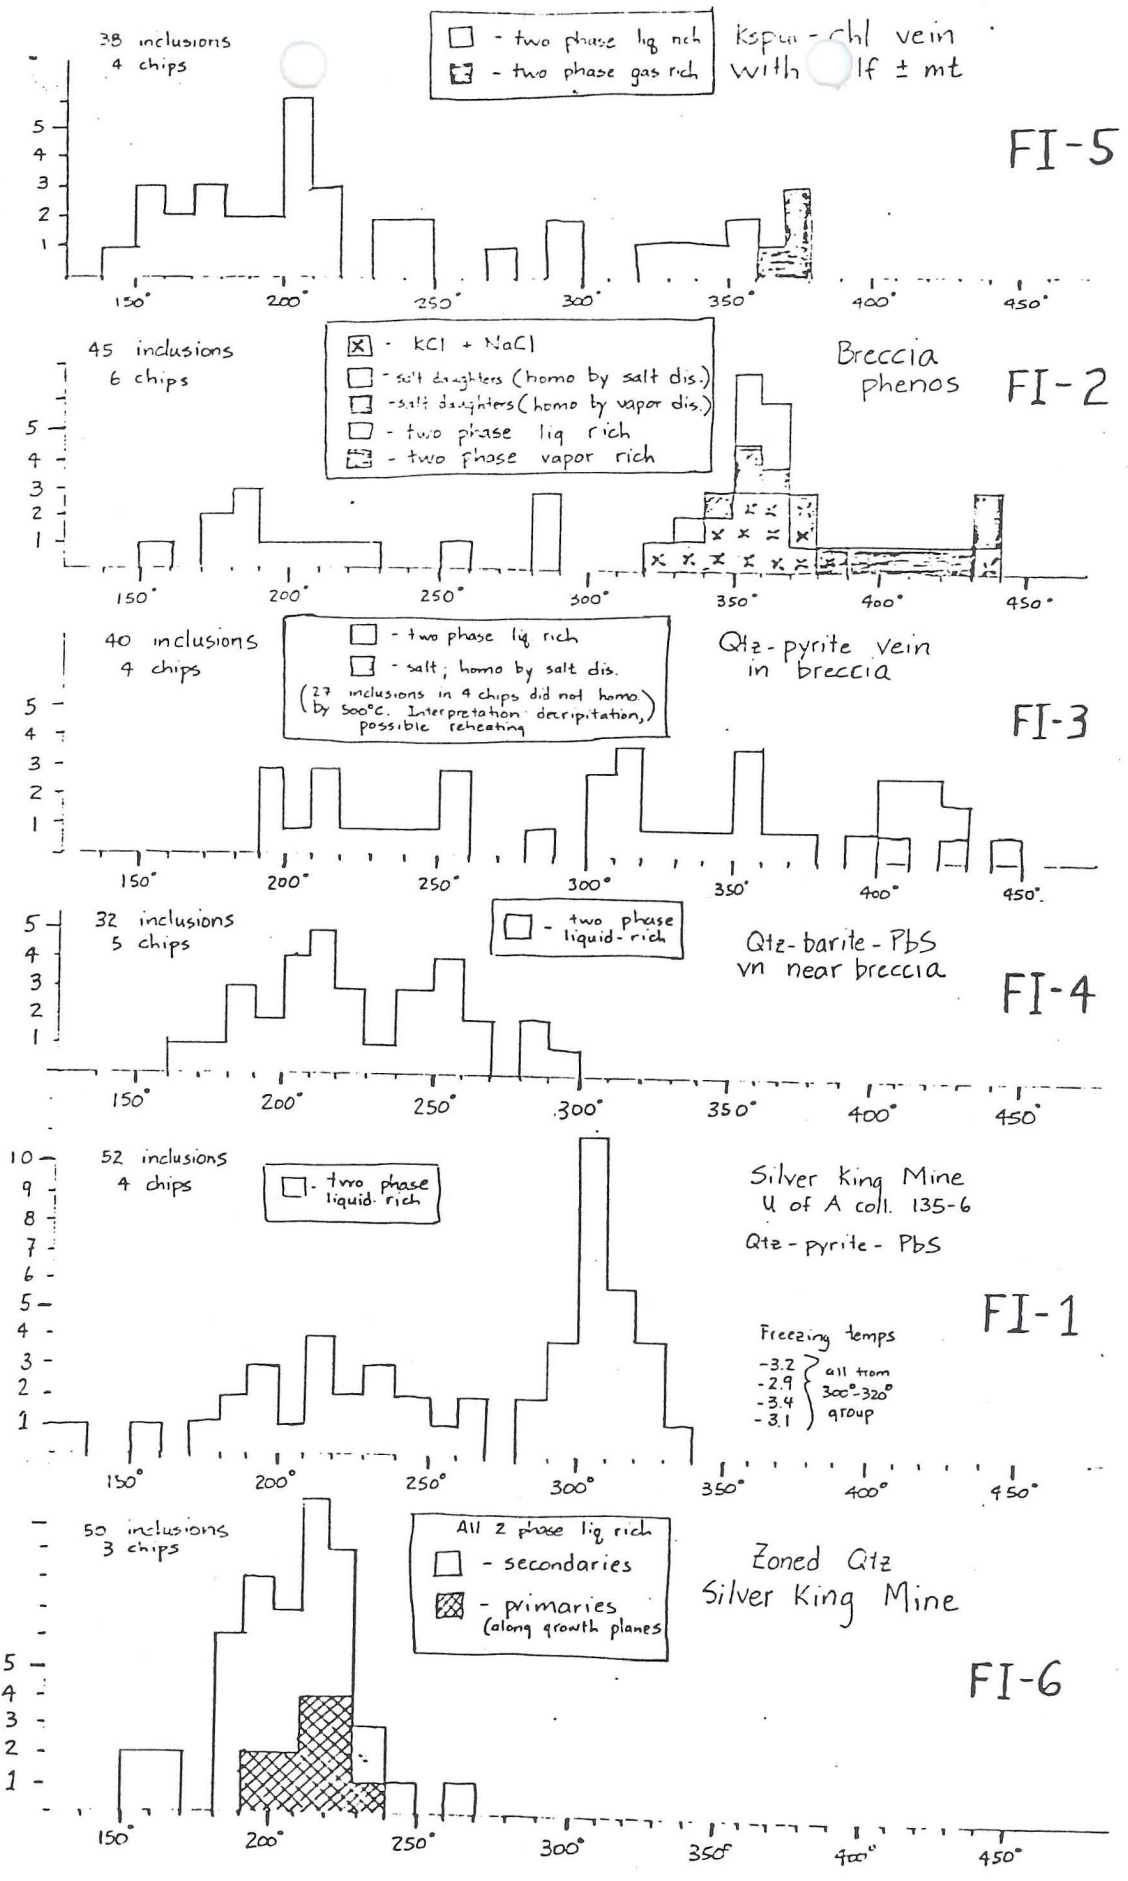 38 inclusions
4 chips
- two phase liq rich
- two phase gas rich
Kspar - chl vein
with lf ± mt
FI-5
5
4
3
2
1
150° 200° 250° 300° 350° 400° 450°
45 inclusions
6 chips
- KCl + NaCl
- salt daughters (homo by salt dis.)
- salt daughters (homo by vapor dis.)
- two phase liq rich
- two phase vapor rich
Breccia
phenos
FI-2
5
4
3
2
1
150° 200° 250° 300° 350° 400° 450°
40 inclusions
4 chips
- two phase liq rich
- salt; homo by salt dis.
(27 inclusions in 4 chips did not homo.
by 500°C. Interpretation: decripitation,
possible reheating)
Qtz-pyrite vein
in breccia
FI-3
5
4
3
2
1
150° 200° 250° 300° 350° 400° 450°
32 inclusions
5 chips
- two phase
liquid-rich
Qtz-barite-PbS
vn near breccia
FI-4
5
4
3
2
1
150° 200° 250° 300° 350° 400° 450°
52 inclusions
4 chips
- two phase
liquid-rich
Silver King Mine
U of A coll. 135-6
Qtz-pyrite-PbS
FI-1
Freezing temps
-3.2
-2.9
-3.4
-3.1
all from
300°-320°
group
10
9
8
7
6
5
4
3
2
1
150° 200° 250° 300° 350° 400° 450°
50 inclusions
3 chips
All 2 phase liq rich
- secondaries
- primaries
(along growth planes
Zoned Qtz
Silver King Mine
FI-6
5
4
3
2
1
150° 200° 250° 300° 350° 400° 450°